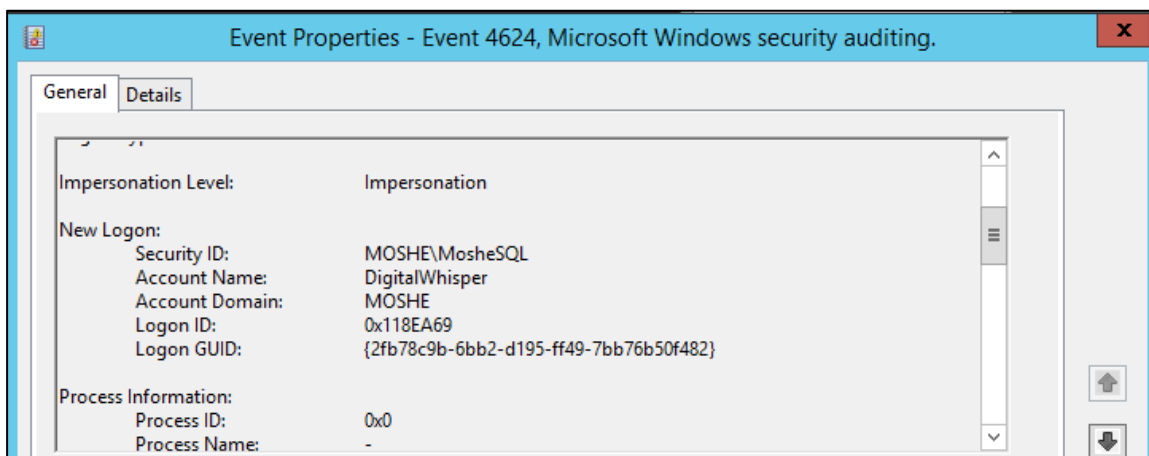 Event Properties - Event 4624, Microsoft Windows security auditing.
x
General Details
Impersonation Level: Impersonation
New Logon:
Security ID: MOSHE\MosheSQL
Account Name: DigitalWhisper
Account Domain: MOSHE
Logon ID: 0x118EA69
Logon GUID: {2fb78c9b-6bb2-d195-ff49-7bb76b50f482}
Process Information:
Process ID: 0x0
Process Name: -